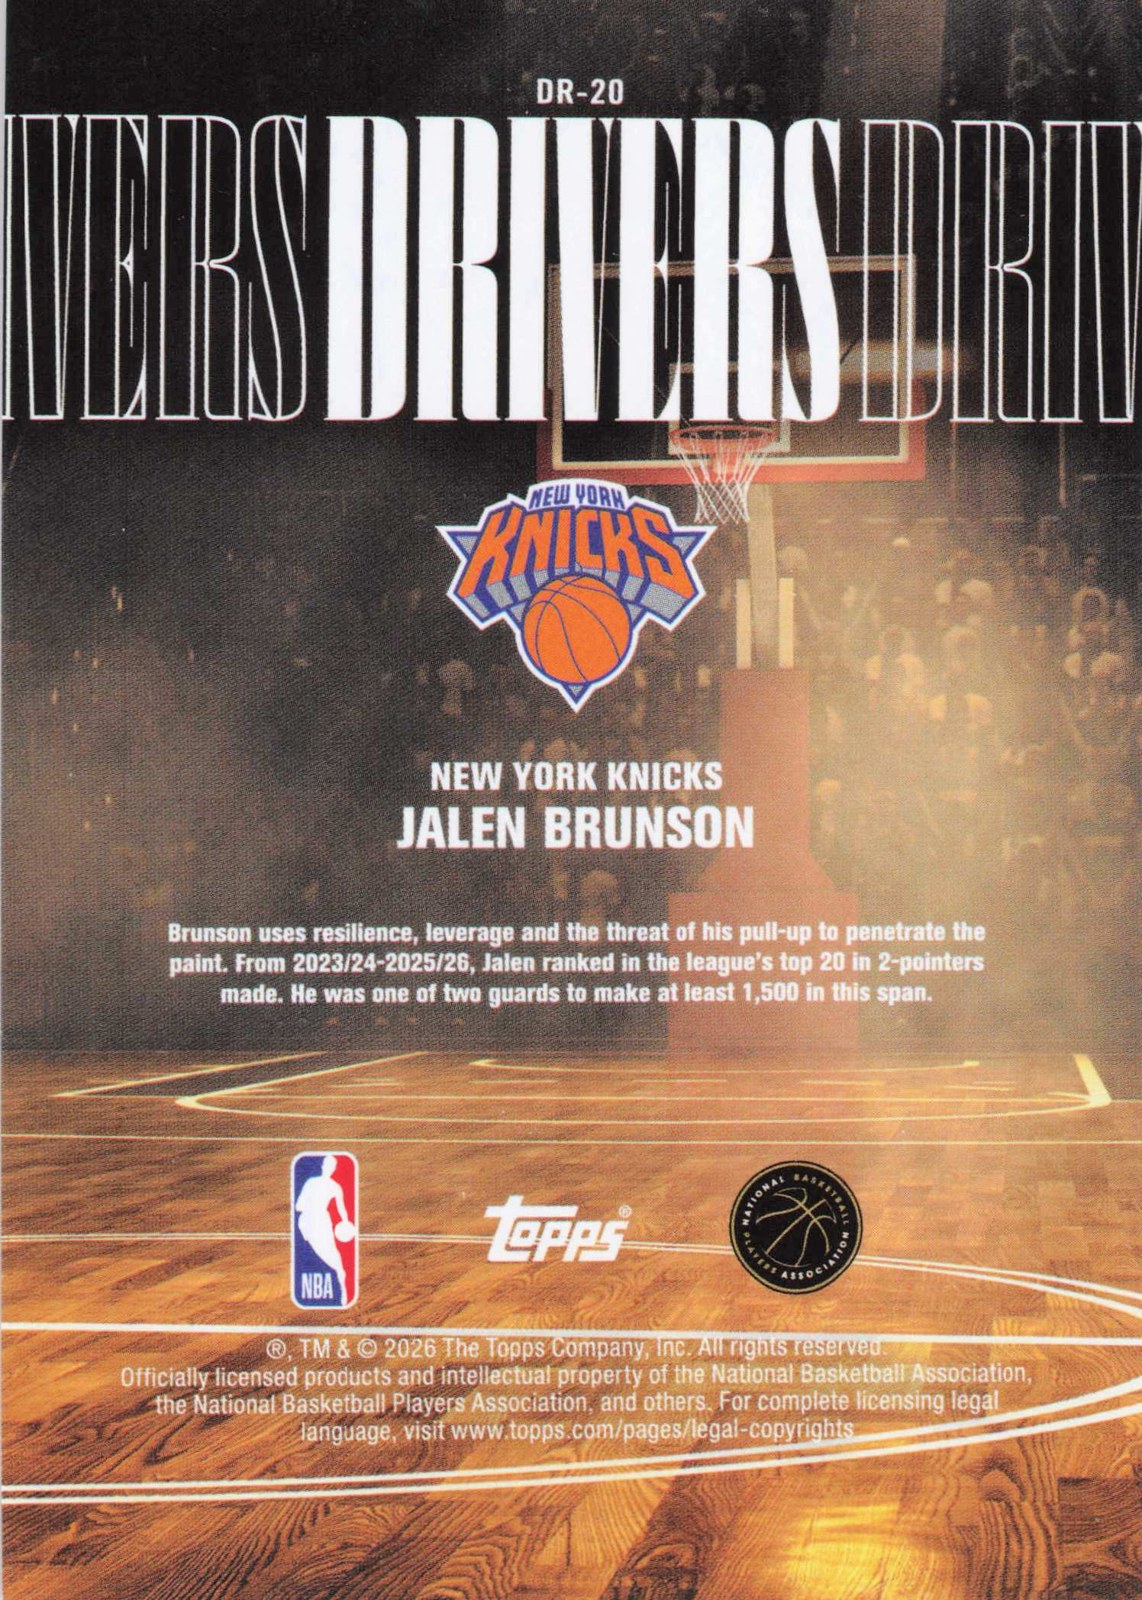 DR-20
IVERS DRIVERS DRIV
NEW YORK
KNICKS
NEW YORK KNICKS
JALEN BRUNSON
Brunson uses resilience, leverage and the threat of his pull-up to penetrate the
paint. From 2023/24-2025/26, Jalen ranked in the league's top 20 in 2-pointers
made. He was one of two guards to make at least 1,500 in this span.
NBA
topps®
NATIONAL BASKETBALL PLAYERS ASSOCIATION
®, TM & © 2026 The Topps Company, Inc. All rights reserved.
Officially licensed products and intellectual property of the National Basketball Association,
the National Basketball Players Association, and others. For complete licensing legal
language, visit www.topps.com/pages/legal-copyrights